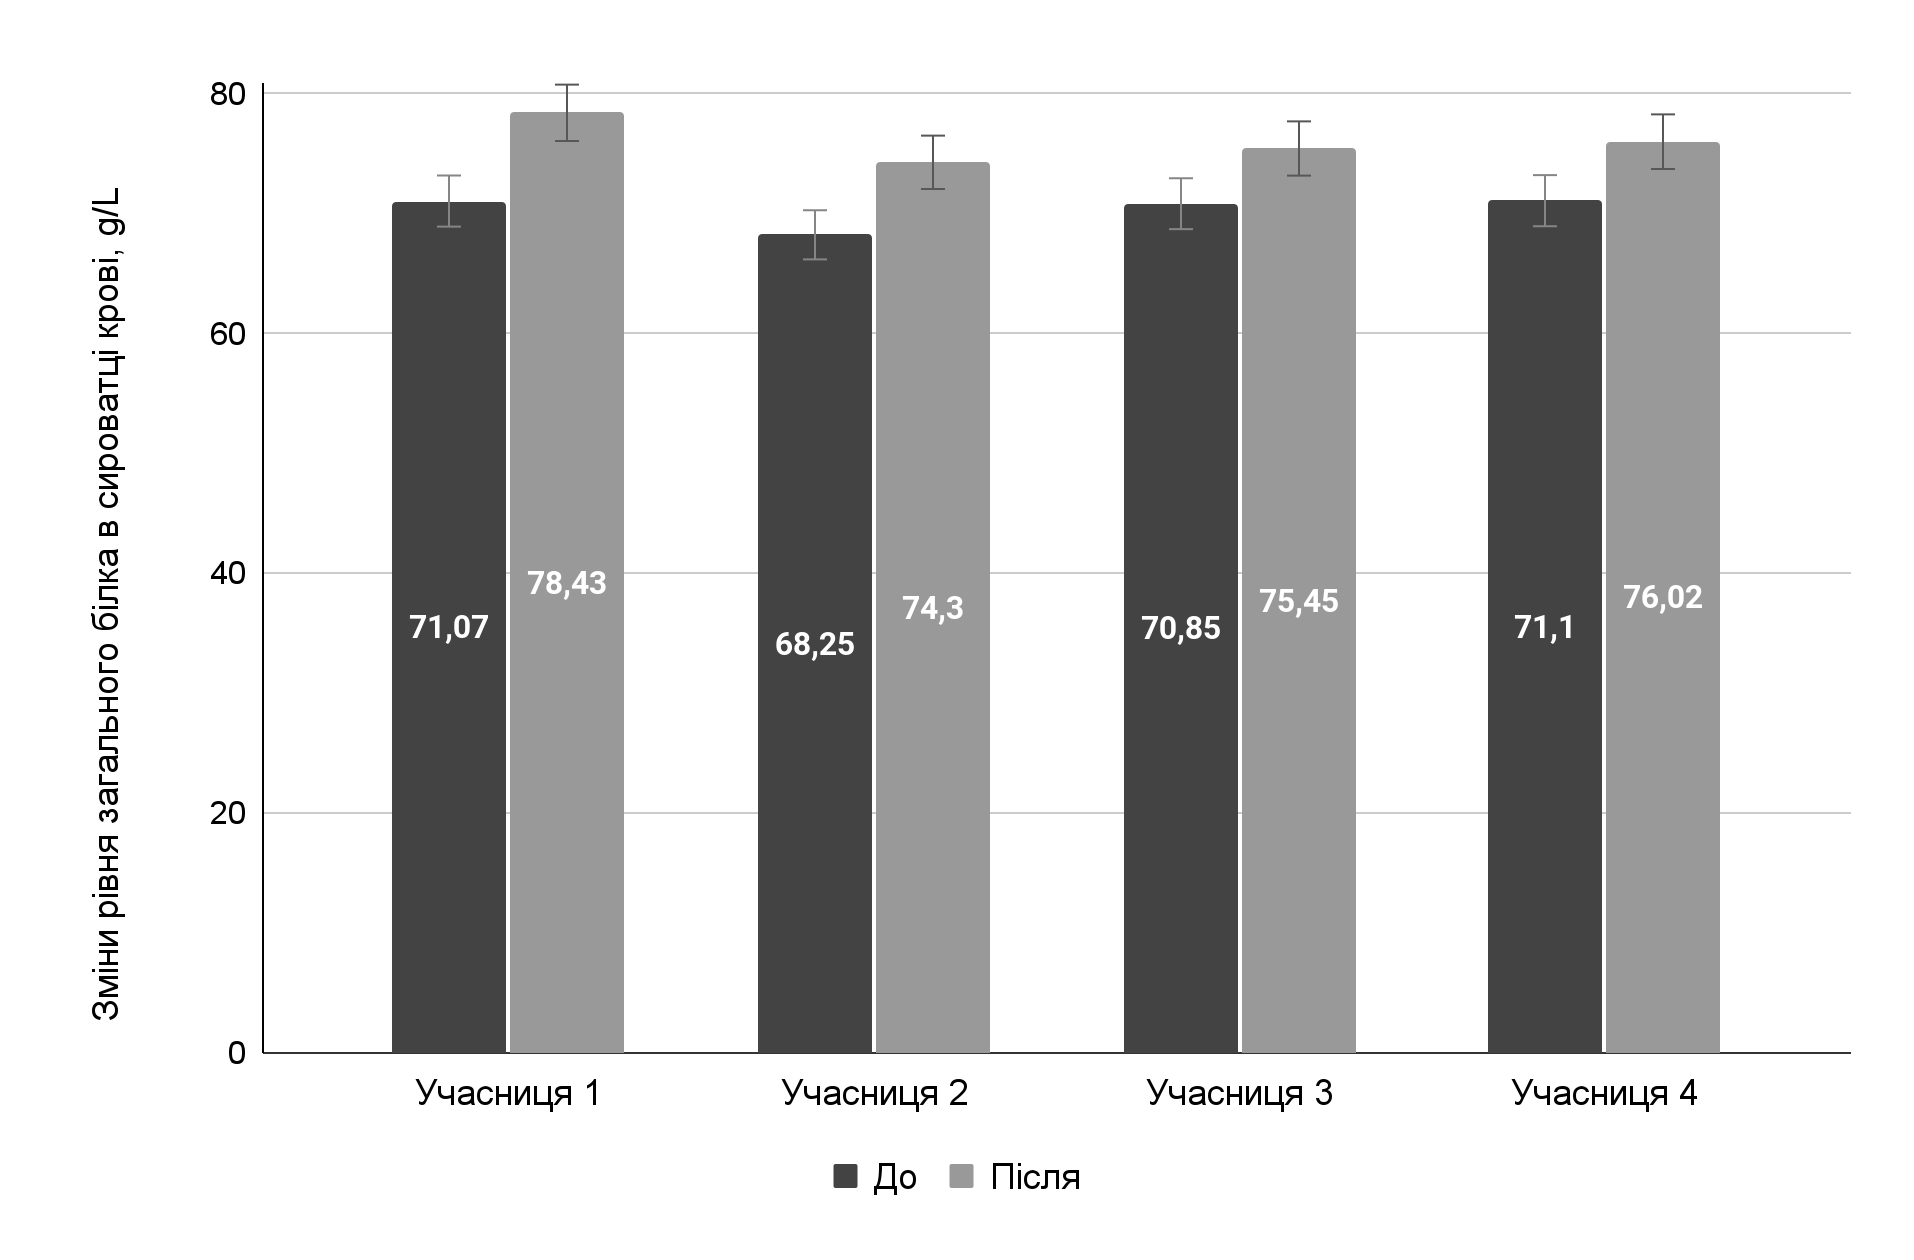 Зміни рівня загального білка в сироватці крові, g/L
80
60
40
20
0
71,07
78,43
68,25
74,3
70,85
75,45
71,1
76,02
Учасниця 1
Учасниця 2
Учасниця 3
Учасниця 4
До
Після